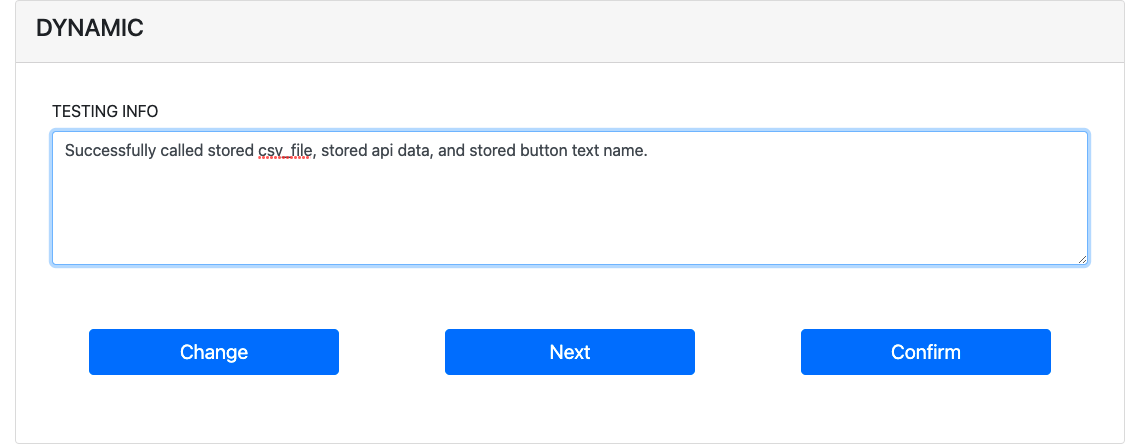 DYNAMIC
TESTING INFO
Successfully called stored csv_file, stored api data, and stored button text name.
Change
Next
Confirm